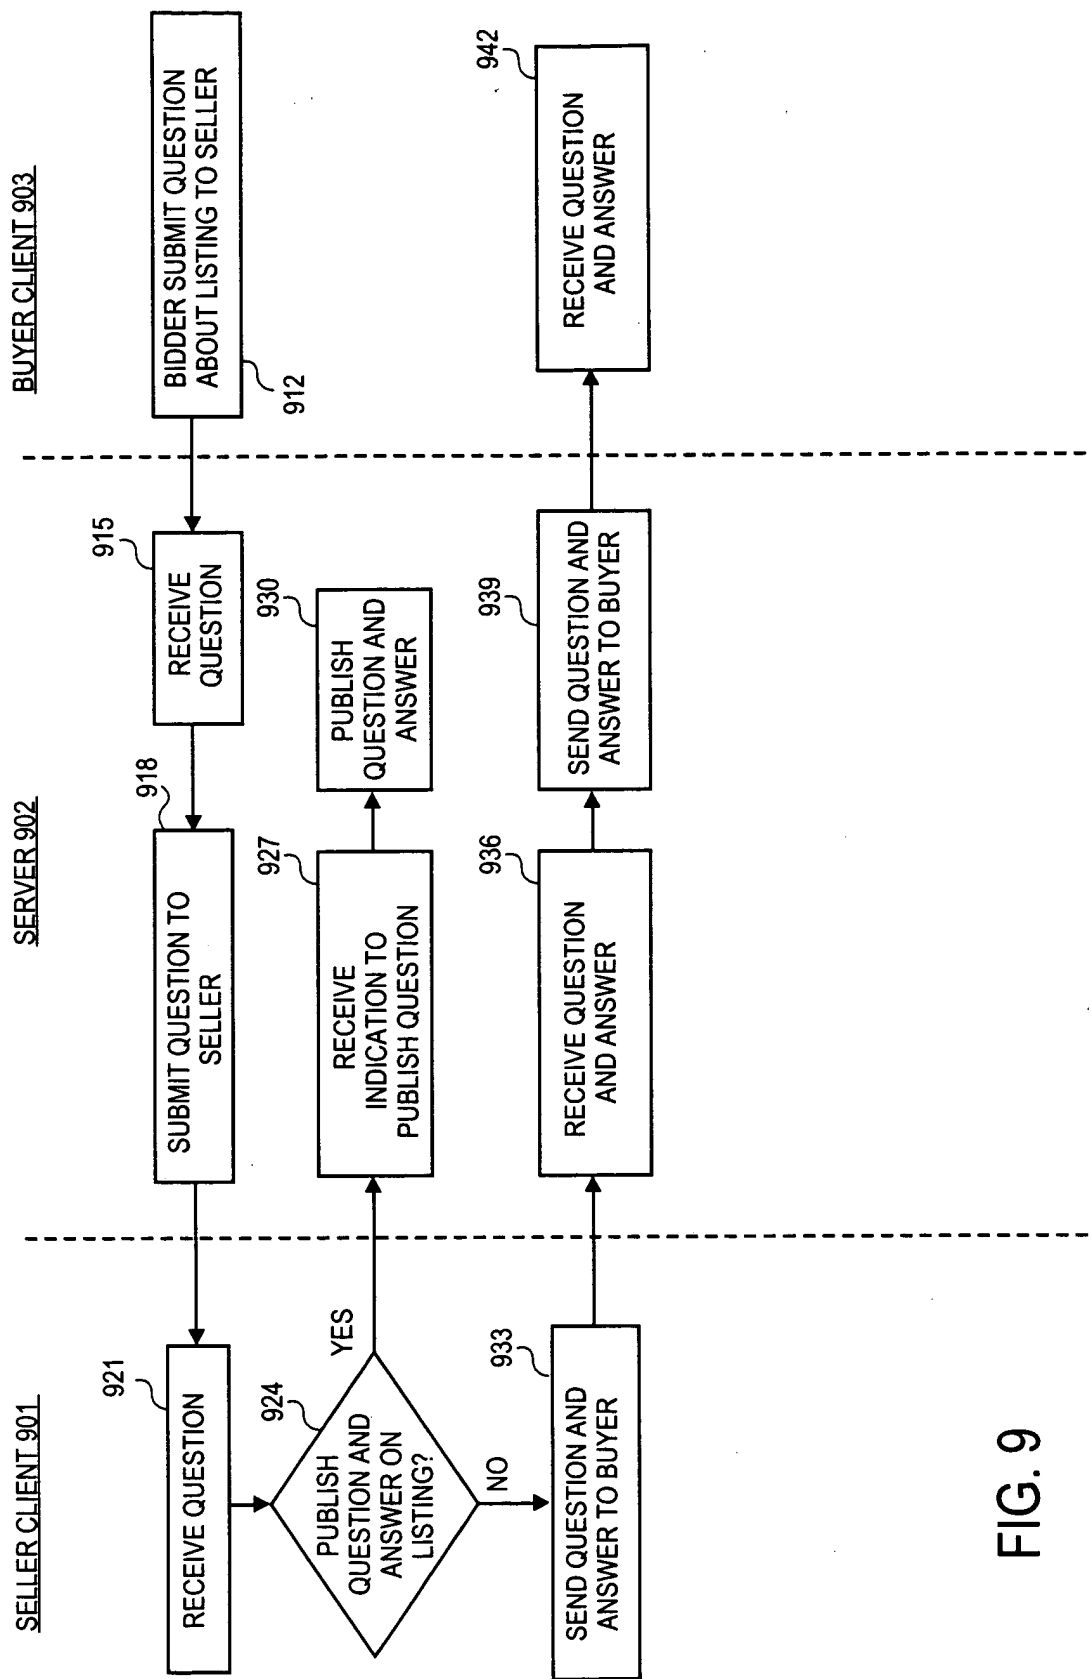 SELLER CLIENT 901
SERVER 902
BUYER CLIENT 903
BIDDER SUBMIT QUESTION
ABOUT LISTING TO SELLER
912
915
RECEIVE
QUESTION
918
SUBMIT QUESTION TO
SELLER
921
RECEIVE QUESTION
924
PUBLISH
QUESTION AND
ANSWER ON
LISTING?
YES
NO
927
RECEIVE
INDICATION TO
PUBLISH QUESTION
930
PUBLISH
QUESTION AND
ANSWER
933
SEND QUESTION AND
ANSWER TO BUYER
936
RECEIVE QUESTION
AND ANSWER
939
SEND QUESTION AND
ANSWER TO BUYER
942
RECEIVE QUESTION
AND ANSWER
FIG. 9